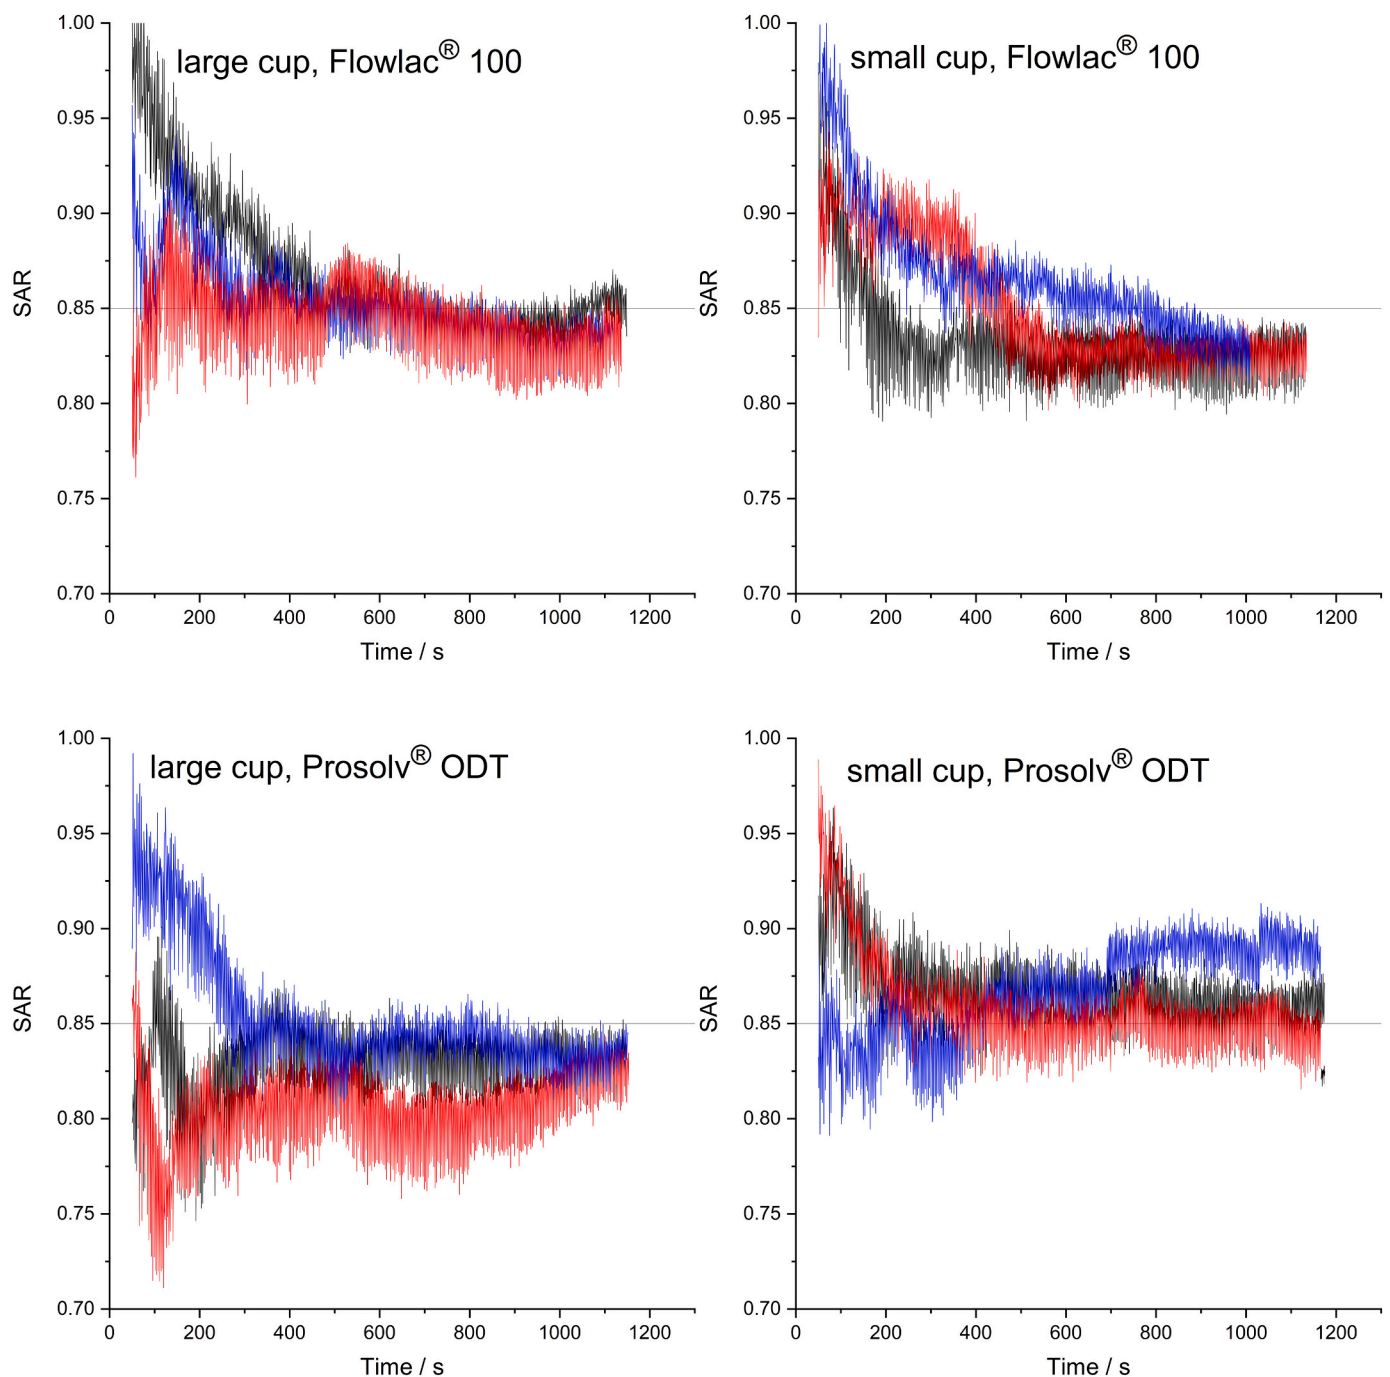 large cup, Flowlac® 100
1.00
0.95
0.90
0.85
0.80
0.75
0.70
SAR
0 200 400 600 800 1000 1200
Time / s
small cup, Flowlac® 100
1.00
0.95
0.90
0.85
0.80
0.75
0.70
SAR
0 200 400 600 800 1000 1200
Time / s
large cup, Prosolv® ODT
1.00
0.95
0.90
0.85
0.80
0.75
0.70
SAR
0 200 400 600 800 1000 1200
Time / s
small cup, Prosolv® ODT
1.00
0.95
0.90
0.85
0.80
0.75
0.70
SAR
0 200 400 600 800 1000 1200
Time / s